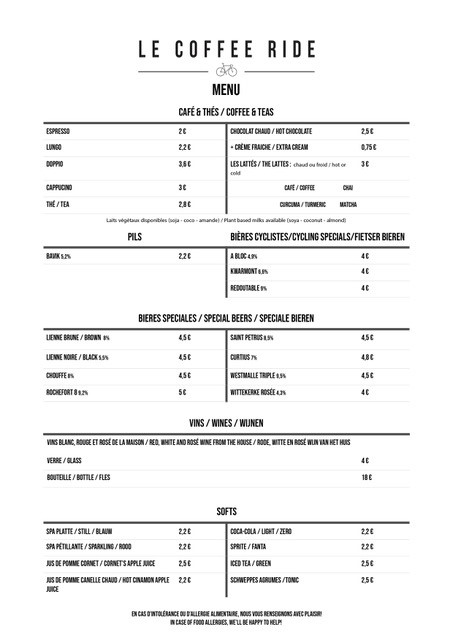 LE COFFEE RIDE
MENU
CAFÉ & THÉS / COFFEE & TEAS
ESPRESSO 2 €
LUNGO 2,2 €
DOPPIO 3,6 €
CAPPUCINO 3 €
THÉ / TEA 2,8 €
CHOCOLAT CHAUD / HOT CHOCOLATE 2,5 €
+ CRÈME FRAICHE / EXTRA CREAM 0,75 €
LES LATTÉS / THE LATTES : chaud ou froid / hot or 3 €
cold
CAFÉ / COFFEE CHAI
CURCUMA / TURMERIC MATCHA
Laits végétaux disponibles (soja - coco - amande) / Plant based milks available (soya - coconut - almond)
PILS
BAVIK 5,2% 2,2 €
BIÈRES CYCLISTES/CYCLING SPECIALS/FIETSER BIEREN
A BLOC 4,9% 4 €
KWARMONT 6,6% 4 €
REDOUTABLE 9% 4 €
BIERES SPECIALES / SPECIAL BEERS / SPECIALE BIEREN
LIENNE BRUNE / BROWN 6% 4,5 €
LIENNE NOIRE / BLACK 5,5% 4,5 €
CHOUFFE 8% 4,5 €
ROCHEFORT 8 9,2% 5 €
SAINT PETRUS 8,5% 4,5 €
CURTIUS 7% 4,8 €
WESTMALLE TRIPLE 9,5% 4,5 €
WITTEKERKE ROSÉE 4,3% 4 €
VINS / WINES / WIJNEN
VINS BLANC, ROUGE ET ROSÉ DE LA MAISON / RED, WHITE AND ROSÉ WINE FROM THE HOUSE / RODE, WITTE EN ROSÉ WIJN VAN HET HUIS
VERRE / GLASS 4 €
BOUTEILLE / BOTTLE / FLES 18 €
SOFTS
SPA PLATTE / STILL / BLAUW 2,2 €
SPA PÉTILLANTE / SPARKLING / ROOD 2,2 €
JUS DE POMME CORNET / CORNET'S APPLE JUICE 2,5 €
JUS DE POMME CANELLE CHAUD / HOT CINAMON APPLE 2,2 €
JUICE
COCA-COLA / LIGHT / ZERO 2,2 €
SPRITE / FANTA 2,2 €
ICED TEA / GREEN 2,5 €
SCHWEPPES AGRUMES /TONIC 2,5 €
EN CAS D'INTOLÉRANCE OU D'ALLERGIE ALIMENTAIRE, NOUS VOUS RENSEIGNONS AVEC PLAISIR!
IN CASE OF FOOD ALLERGIES, WE'LL BE HAPPY TO HELP!